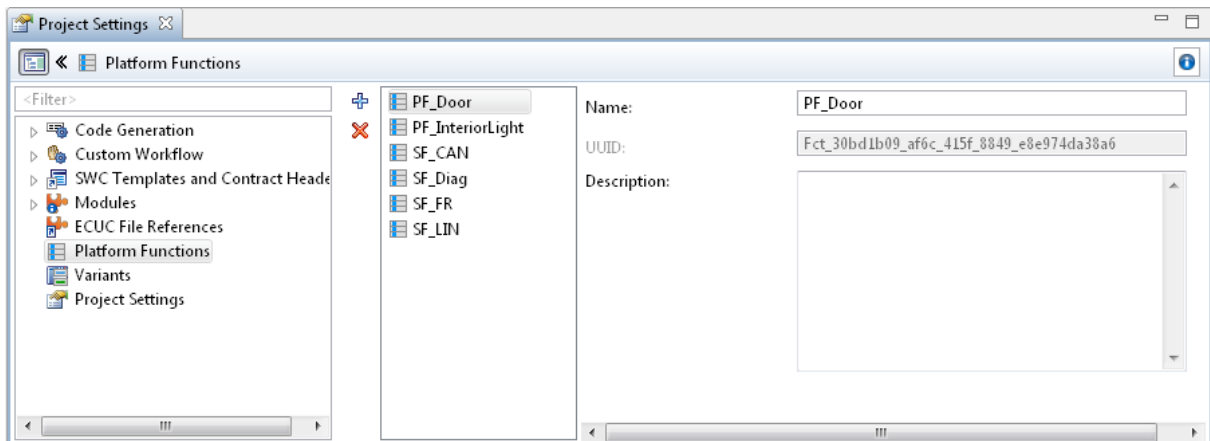 Project Settings
Platform Functions
<Filter>
Code Generation
Custom Workflow
SWC Templates and Contract Heade
Modules
ECUC File References
Platform Functions
Variants
Project Settings
PF_Door
PF_InteriorLight
SF_CAN
SF_Diag
SF_FR
SF_LIN
Name: PF_Door
UUID: Fct_30bd1b09_af6c_415f_8849_e8e974da38a6
Description: